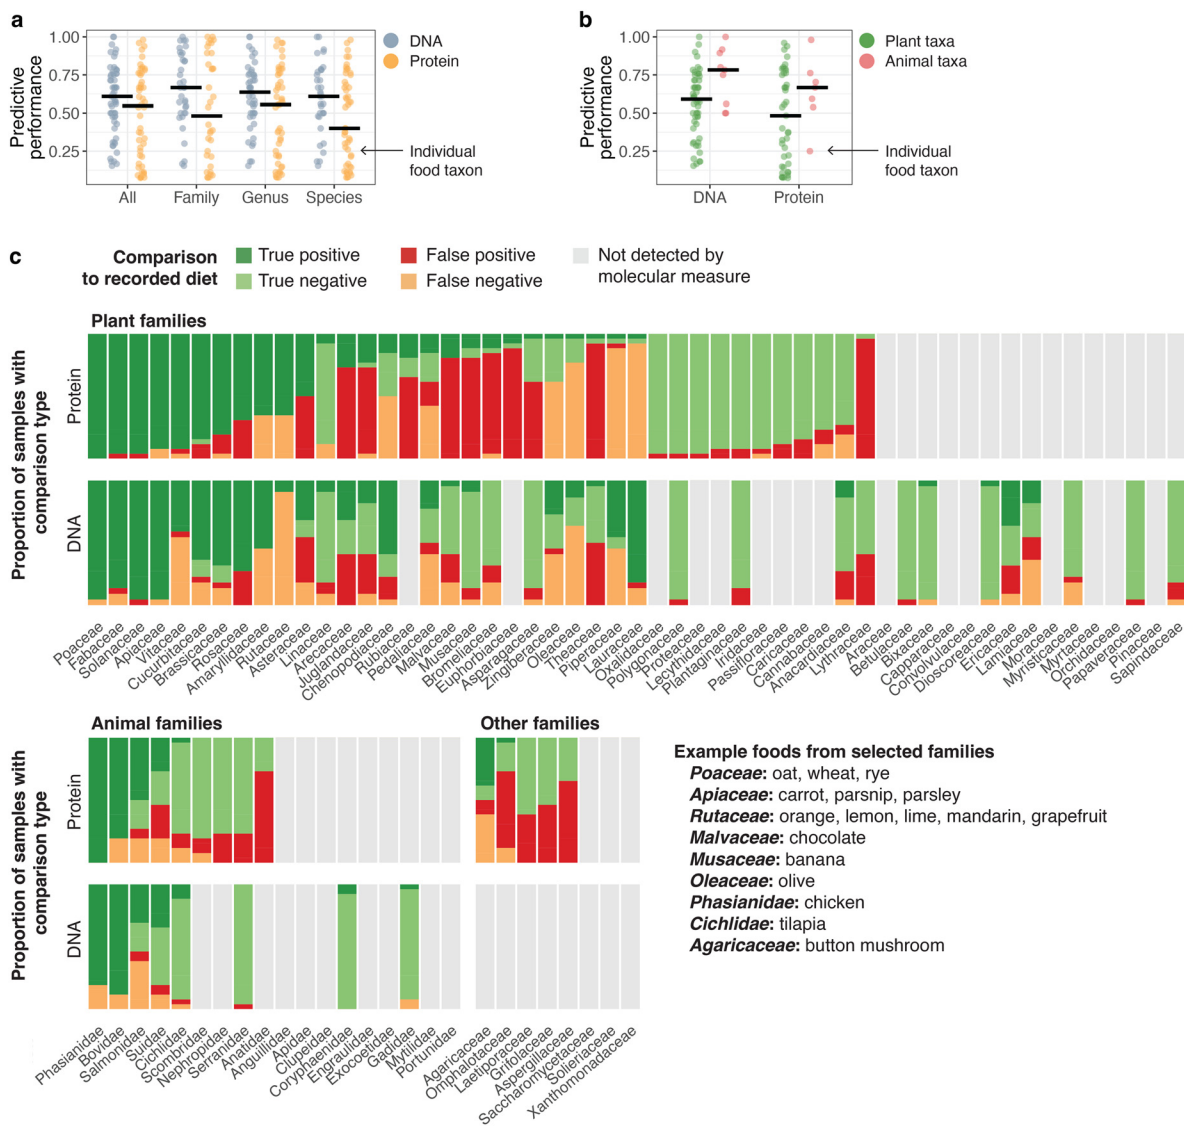 a
1.00
0.75
0.50
0.25
Predictive
performance
All
Family
Genus
Species
DNA
Protein
Individual
food taxon
b
1.00
0.75
0.50
0.25
Predictive
performance
DNA
Protein
Plant taxa
Animal taxa
Individual
food taxon
c
Comparison
to recorded diet
True positive
True negative
False positive
False negative
Not detected by
molecular measure
Plant families
Proportion of samples with
comparison type
Protein
DNA
Poaceae
Fabaceae
Solanaceae
Apiaceae
Vitaceae
Cucurbitaceae
Brassicaceae
Rosaceae
Amaryllidaceae
Rutaceae
Asteraceae
Linaceae
Arecaceae
Juglandaceae
Chenopodiaceae
Rubiaceae
Pedaliaceae
Malvaceae
Musaceae
Bromeliaceae
Euphorbiaceae
Asparagaceae
Zingiberaceae
Oleaceae
Theaceae
Piperaceae
Lauraceae
Oxalidaceae
Polygonaceae
Proteaceae
Lecythidaceae
Plantaginaceae
Iridaceae
Passifloraceae
Caricaceae
Cannabaceae
Anacardiaceae
Lythraceae
Araceae
Betulaceae
Bixaceae
Capparaceae
Convolvulaceae
Dioscoreaceae
Ericaceae
Lamiaceae
Moraceae
Myristicaceae
Myrtaceae
Orchidaceae
Papaveraceae
Pinaceae
Sapindaceae
Animal families
Proportion of samples with
comparison type
Protein
DNA
Phasianidae
Bovidae
Salmonidae
Suidae
Cichlidae
Scombridae
Nephropidae
Serranidae
Anatidae
Anguillidae
Apidae
Clupeidae
Coryphaenidae
Engraulidae
Exocoetidae
Gadidae
Mytilidae
Portunidae
Other families
Agaricaceae
Omphalotaceae
Laetiporaceae
Grifolaceae
Aspergillaceae
Saccharomycetaceae
Solieriaceae
Xanthomonadaceae
Example foods from selected families
Poaceae: oat, wheat, rye
Apiaceae: carrot, parsnip, parsley
Rutaceae: orange, lemon, lime, mandarin, grapefruit
Malvaceae: chocolate
Musaceae: banana
Oleaceae: olive
Phasianidae: chicken
Cichlidae: tilapia
Agaricaceae: button mushroom